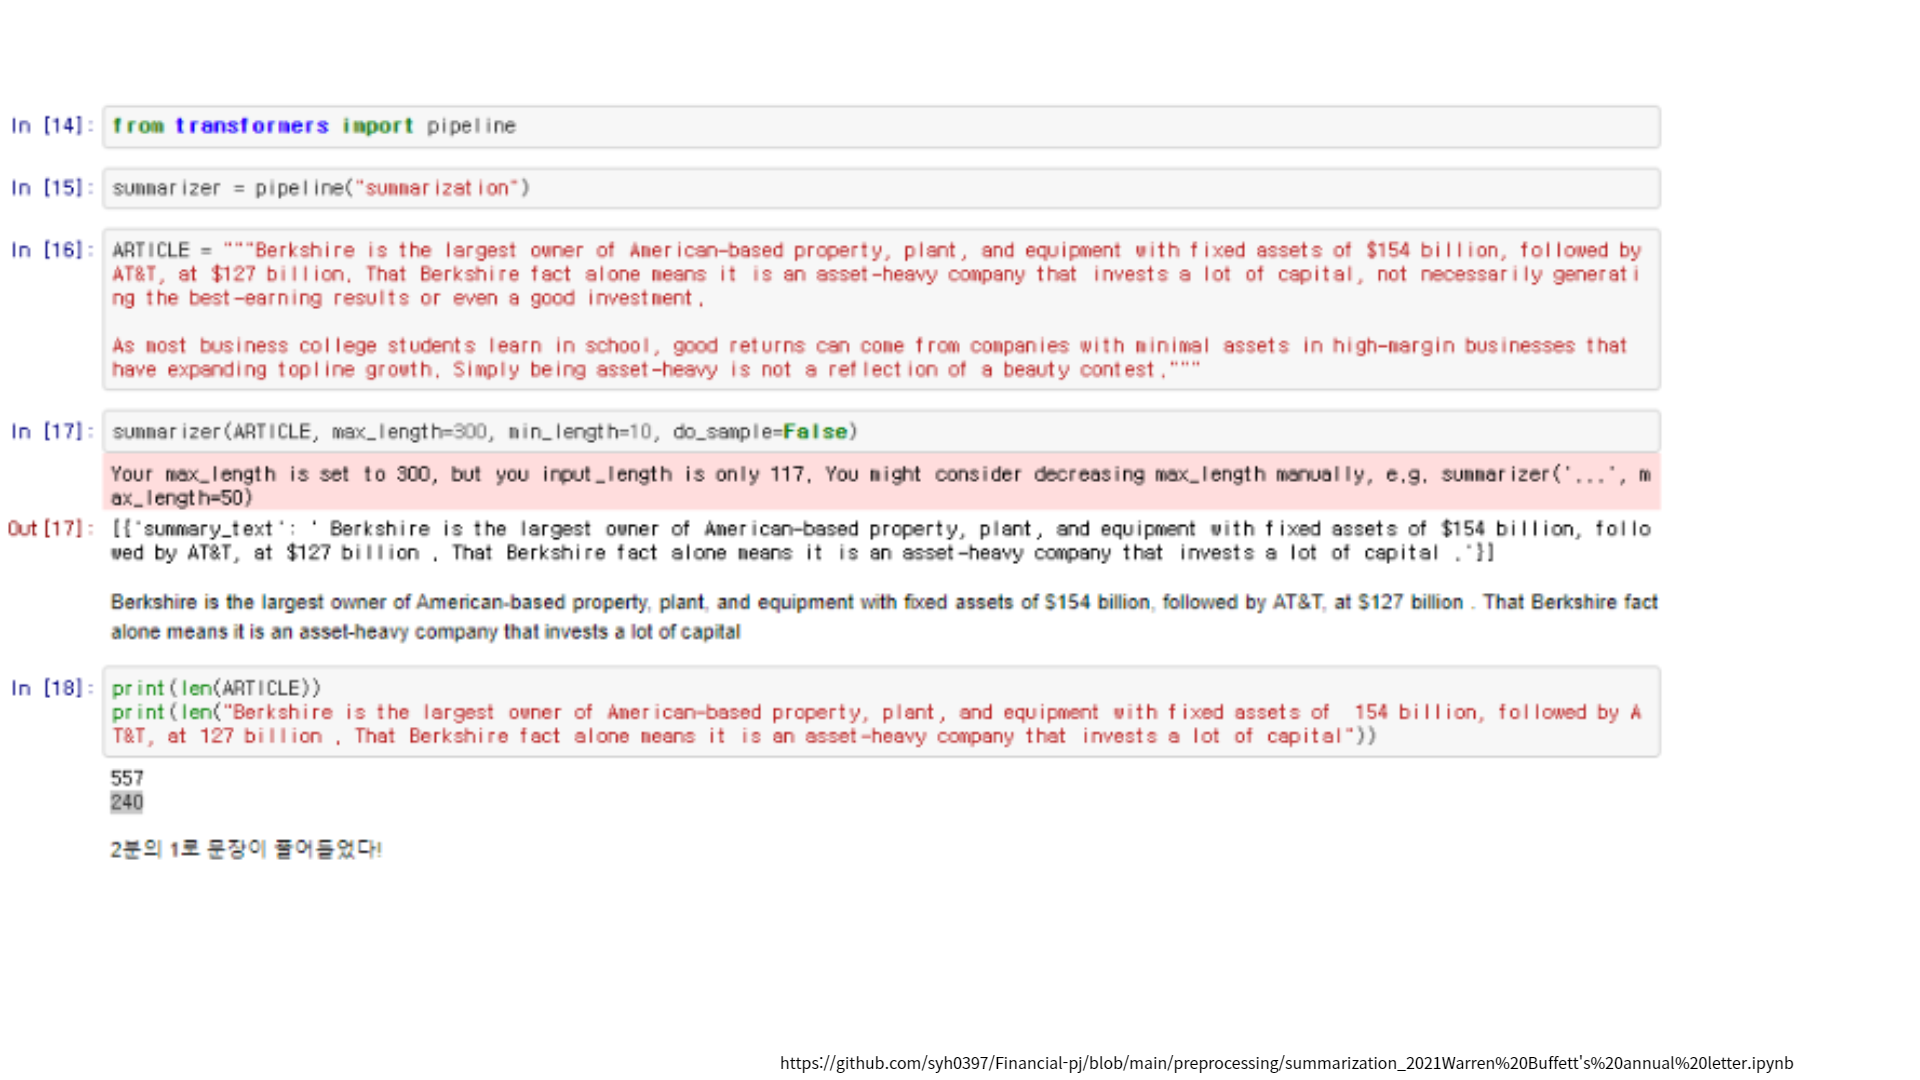 In [14]: from transformers import pipeline
In [15]: summarizer = pipeline("summarization")
In [16]: ARTICLE = """Berkshire is the largest owner of American-based property, plant, and equipment with fixed assets of $154 billion, followed by
AT&T, at $127 billion. That Berkshire fact alone means it is an asset-heavy company that invests a lot of capital, not necessarily generati
ng the best-earning results or even a good investment.
As most business college students learn in school, good returns can come from companies with minimal assets in high-margin businesses that
have expanding topline growth. Simply being asset-heavy is not a reflection of a beauty contest."""
In [17]: summarizer(ARTICLE, max_length=300, min_length=10, do_sample=False)
Your max_length is set to 300, but you input_length is only 117. You might consider decreasing max_length manually, e.g. summarizer('...', m
ax_length=50)
Out[17]: [{'summary_text': ' Berkshire is the largest owner of American-based property, plant, and equipment with fixed assets of $154 billion, follo
wed by AT&T, at $127 billion . That Berkshire fact alone means it is an asset-heavy company that invests a lot of capital .'}]
Berkshire is the largest owner of American-based property, plant, and equipment with fixed assets of $154 billion, followed by AT&T, at $127 billion . That Berkshire fact
alone means it is an asset-heavy company that invests a lot of capital
In [18]: print(len(ARTICLE))
print(len("Berkshire is the largest owner of American-based property, plant, and equipment with fixed assets of  154 billion, followed by A
T&T, at 127 billion . That Berkshire fact alone means it is an asset-heavy company that invests a lot of capital"))
557
240
2분의 1로 문장이 줄어들었다!
https://github.com/syh0397/Financial-pj/blob/main/preprocessing/summarization_2021Warren%20Buffett's%20annual%20letter.ipynb